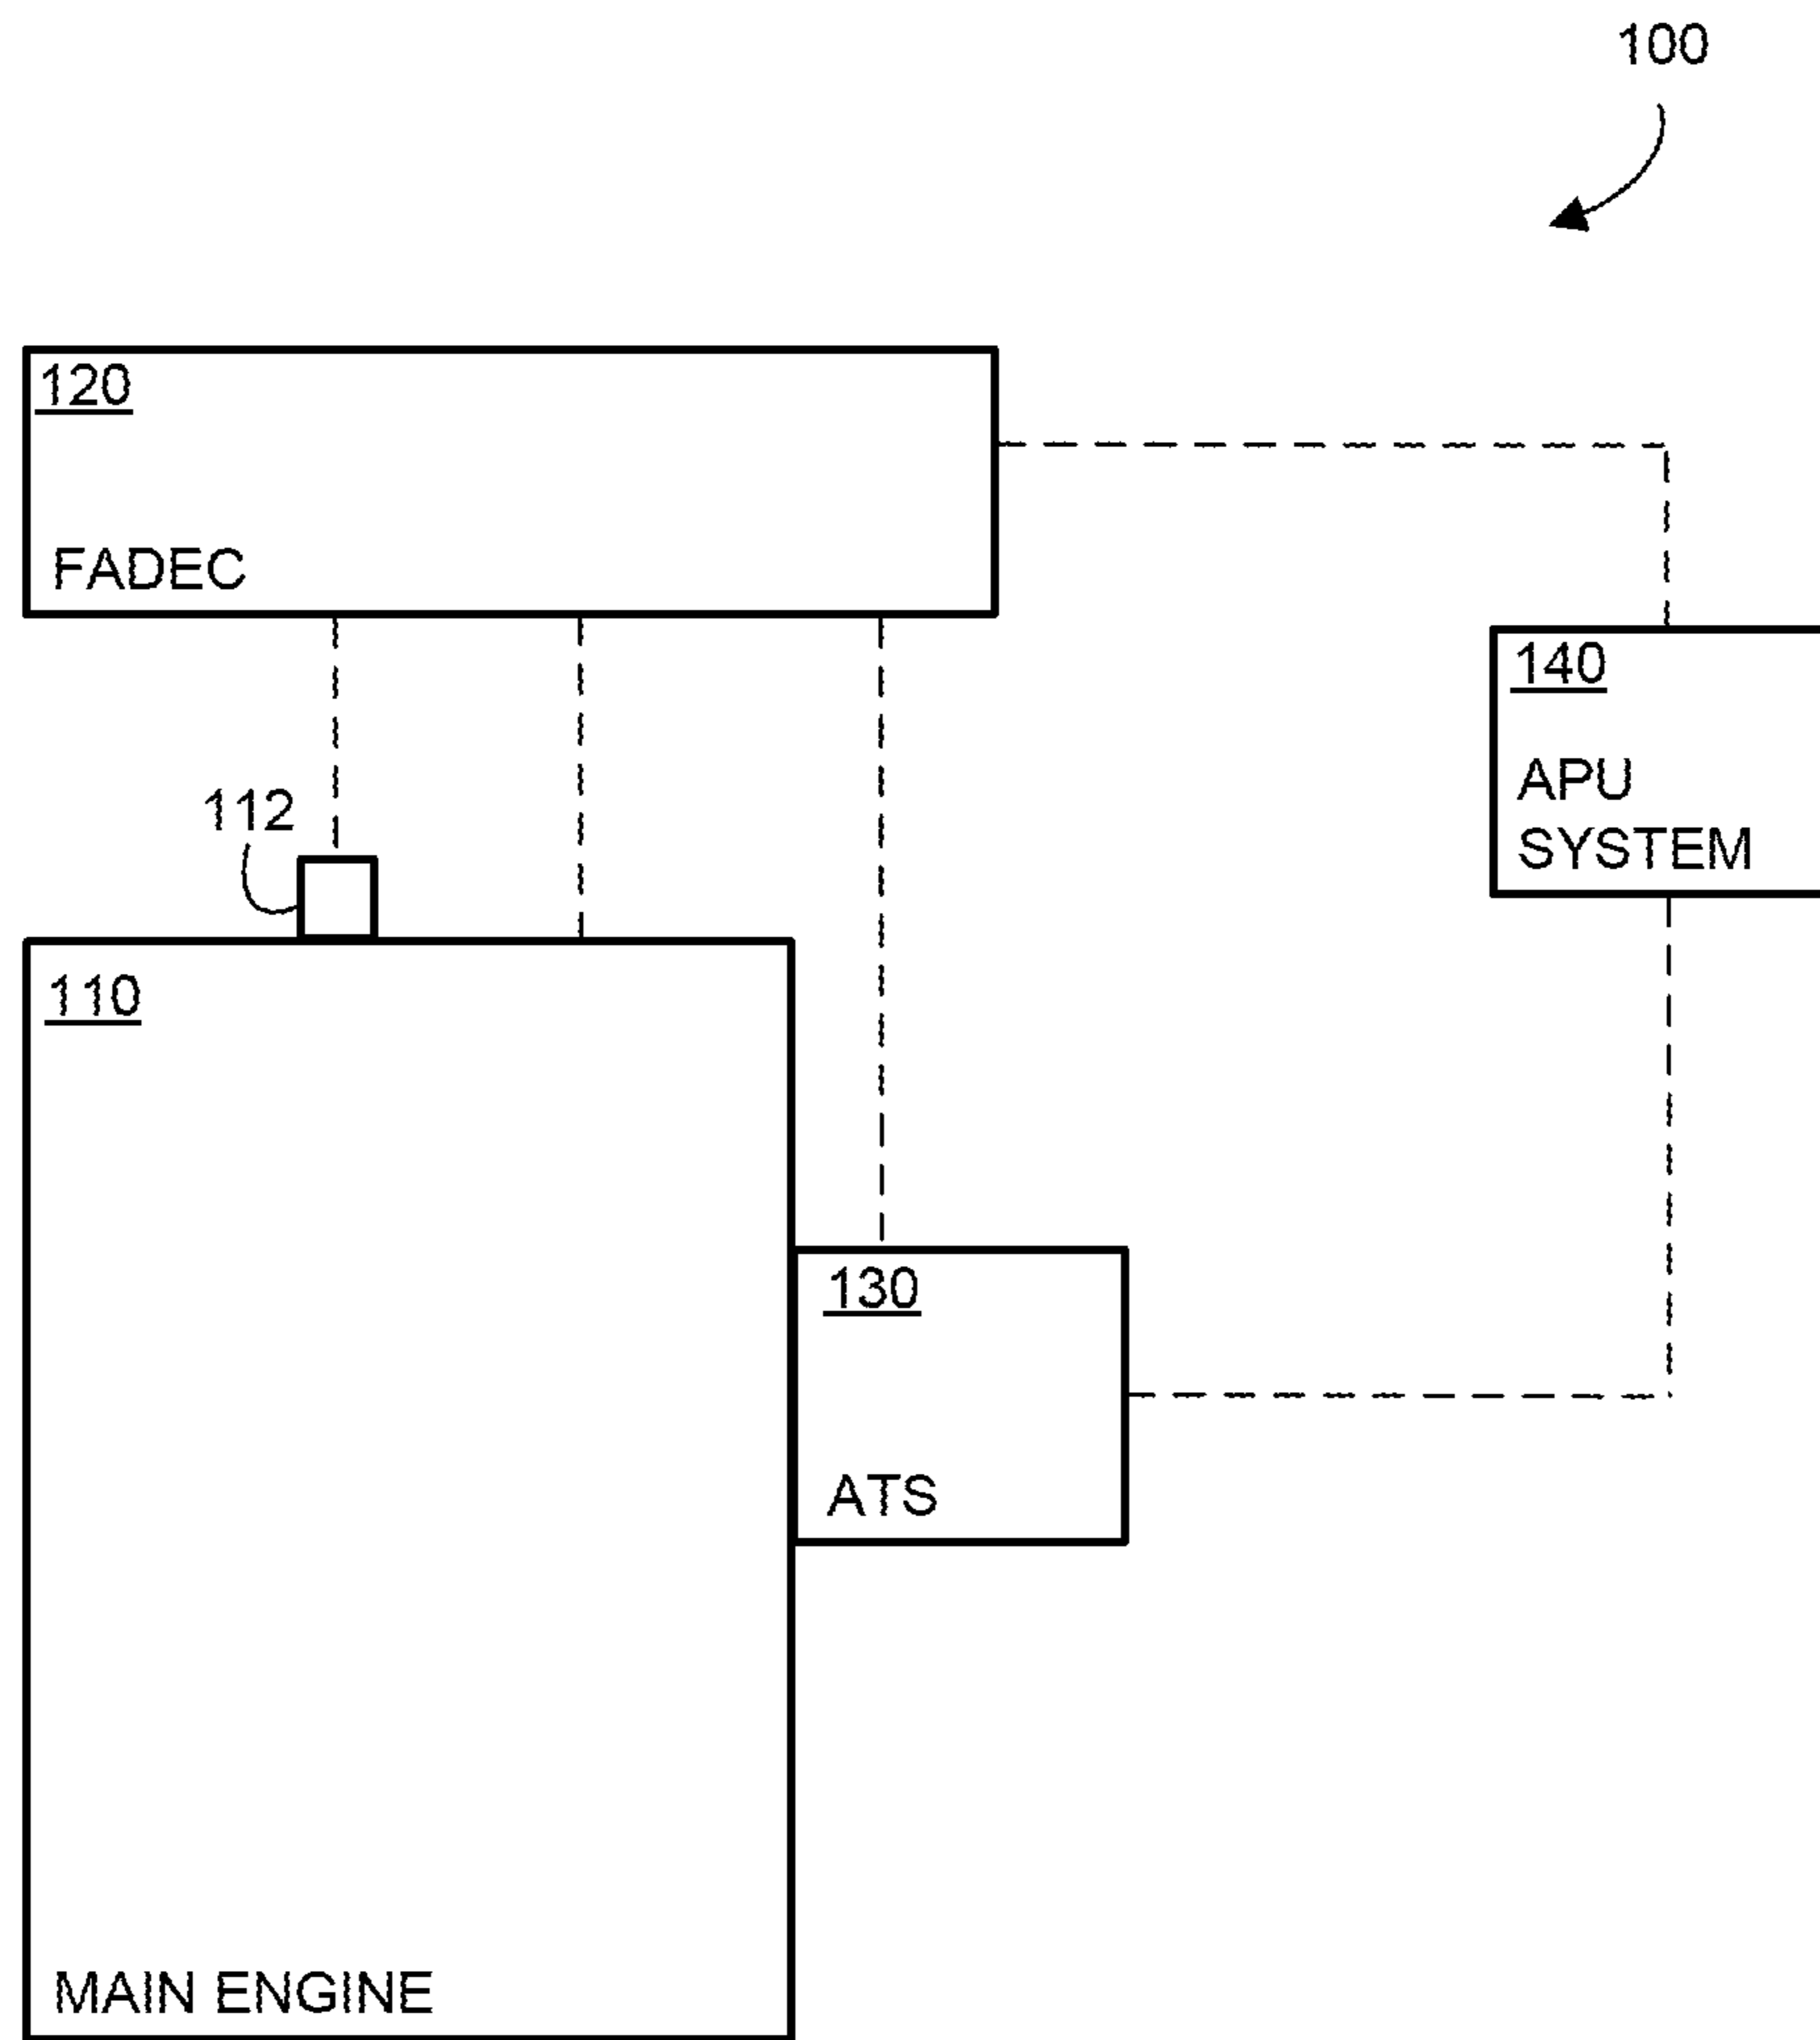 100
120
FADEC
140
APU
SYSTEM
112
110
130
ATS
MAIN ENGINE